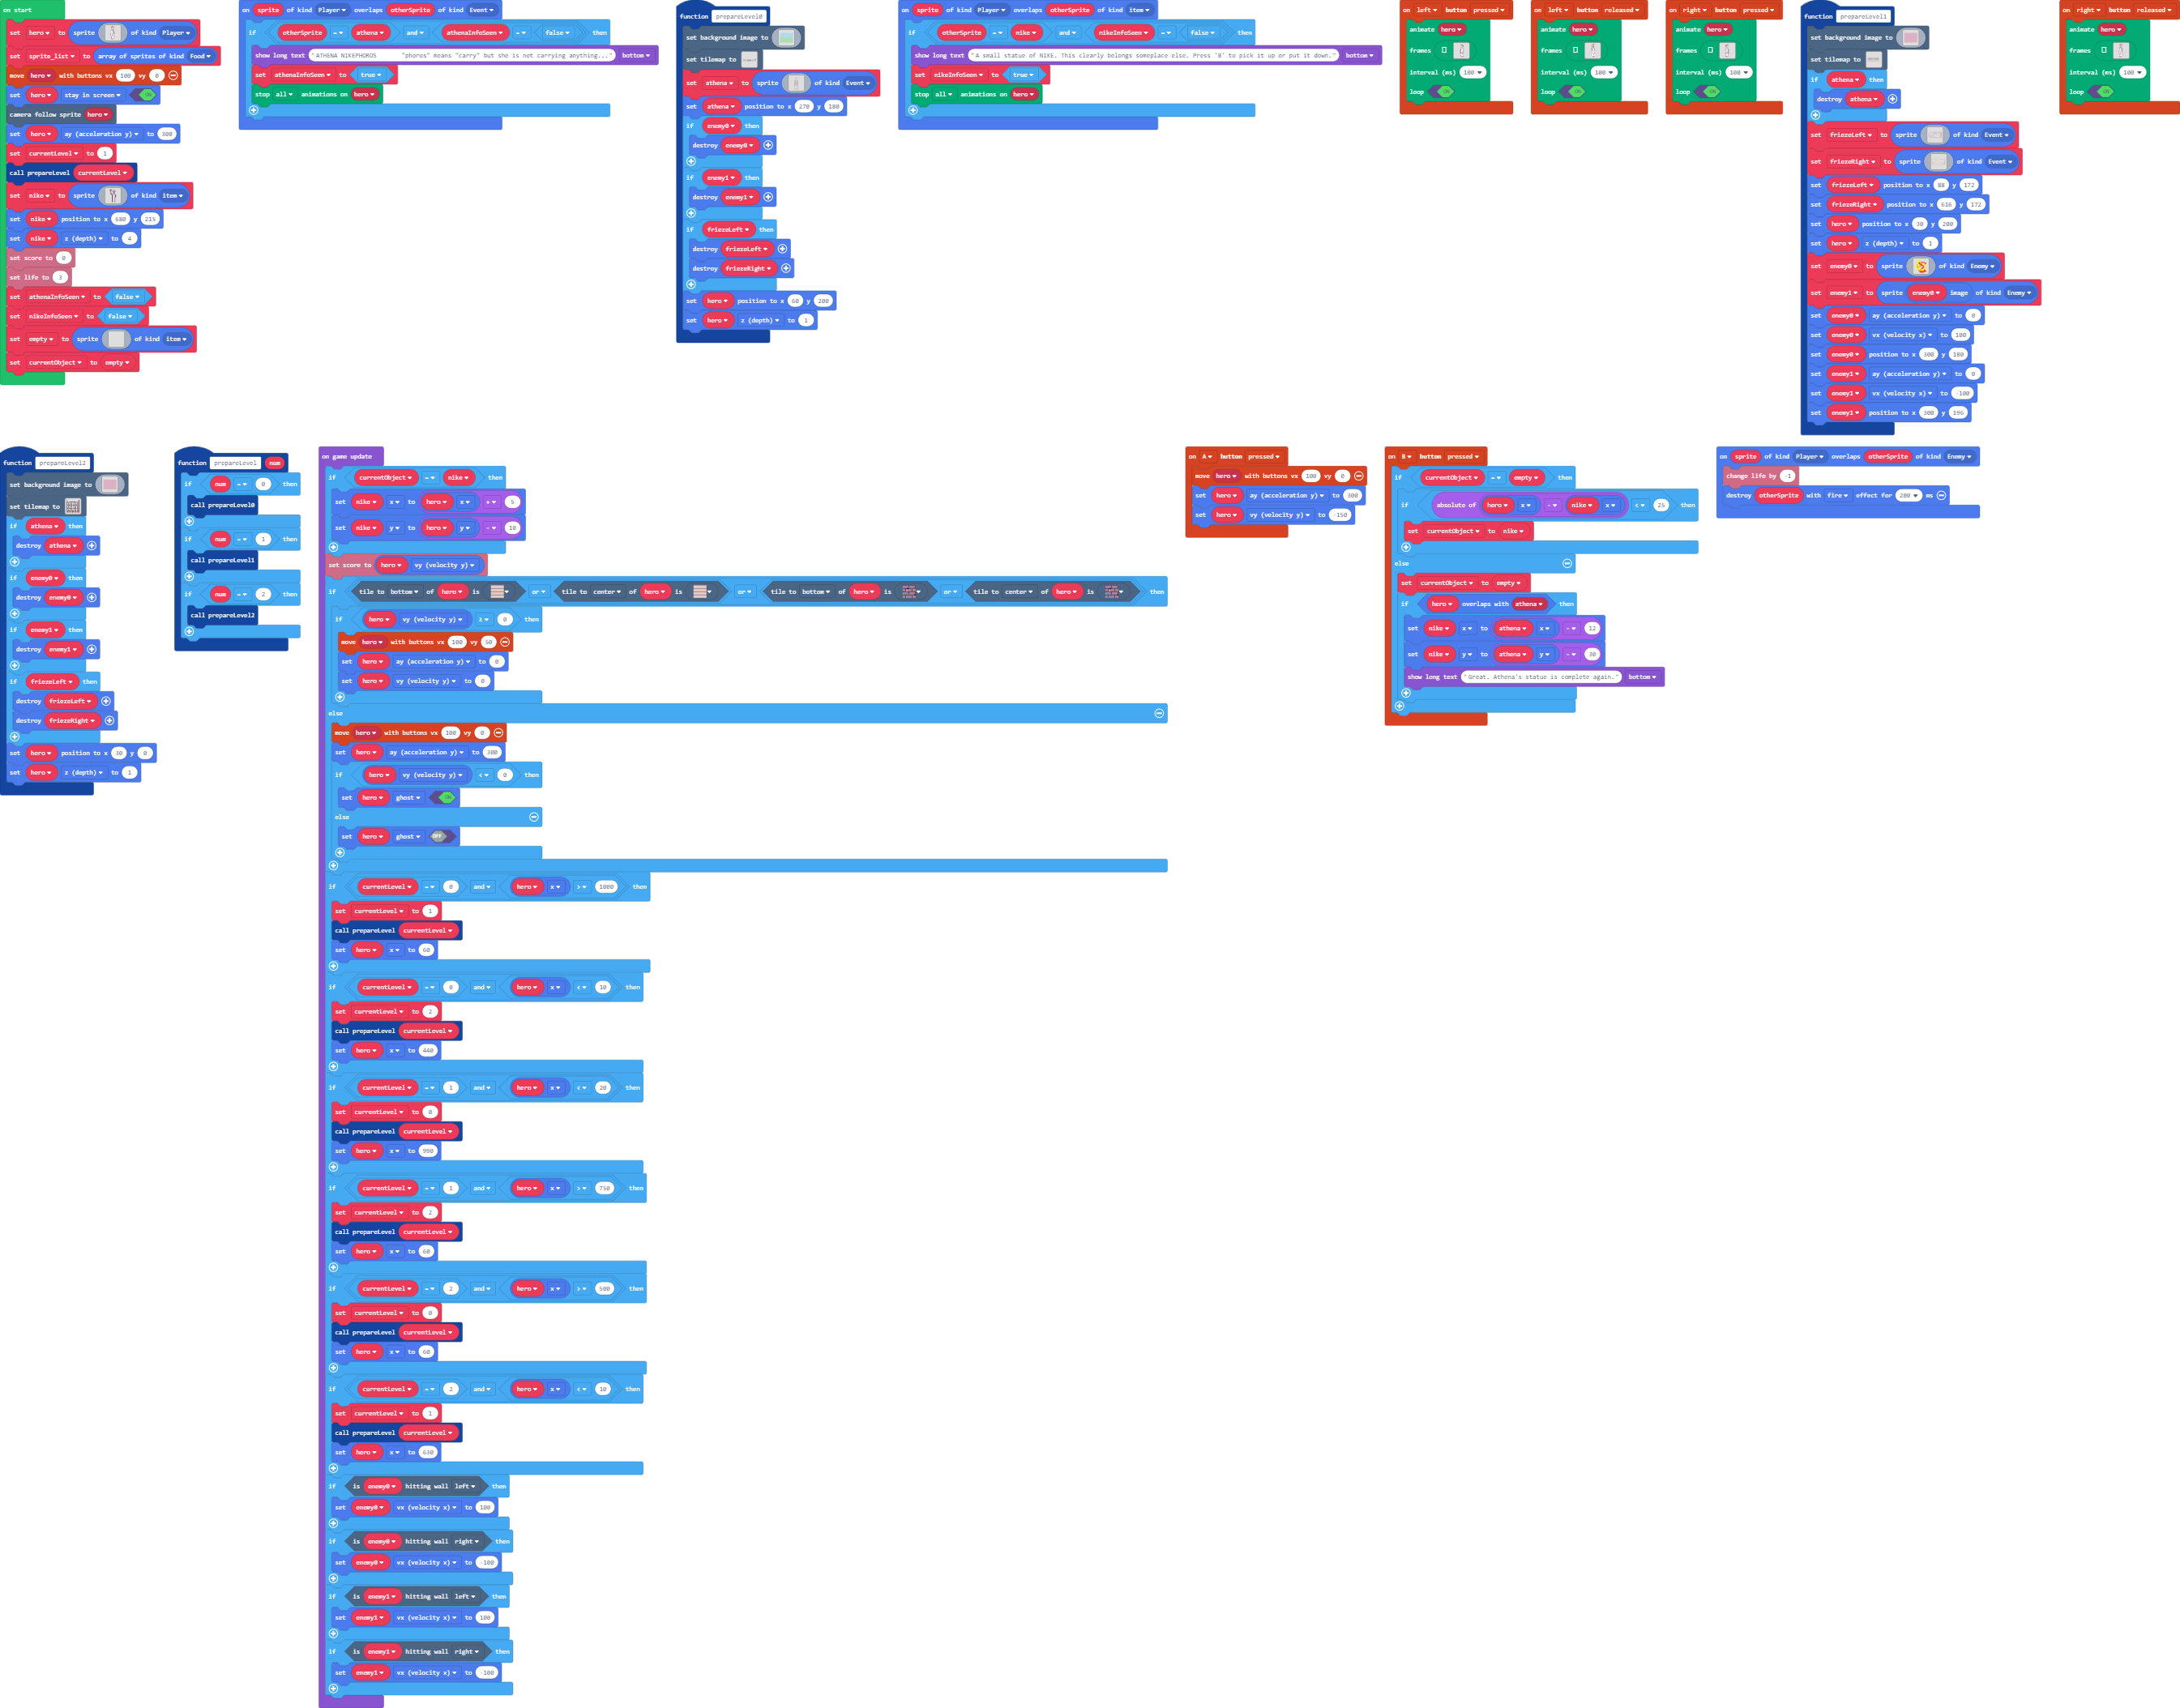 on start
set hero to sprite of kind Player
set sprite_list to array of sprites of kind Food
move hero with buttons vx 100 vy 0
set hero stay in screen ON
camera follow sprite hero
set hero ay (acceleration y) to 300
set currentLevel to 1
call prepareLevel currentLevel
set nike to sprite of kind item
set nike position to x 680 y 215
set nike z (depth) to 4
set score to 0
set life to 3
set athenaInfoSeen to false
set nikeInfoSeen to false
set empty to sprite of kind item
set currentObject to empty
on sprite of kind Player overlaps otherSprite of kind Event
if otherSprite = athena and athenaInfoSeen = false then
show long text "ATHENA NIKEPHOROS "phoros" means "carry" but she is not carrying anything..." bottom
set athenaInfoSeen to true
stop all animations on hero
function prepareLevel0
set background image to
set tilemap to
set athena to sprite of kind Event
set athena position to x 270 y 180
if enemy0 then
destroy enemy0
if enemy1 then
destroy enemy1
if friezeLeft then
destroy friezeLeft
destroy friezeRight
set hero position to x 60 y 200
set hero z (depth) to 1
on sprite of kind Player overlaps otherSprite of kind item
if otherSprite = nike and nikeInfoSeen = false then
show long text "A small statue of NIKE. This clearly belongs someplace else. Press 'B' to pick it up or put it down." bottom
set nikeInfoSeen to true
stop all animations on hero
on left button pressed
animate hero
frames
interval (ms) 100
loop ON
on left button released
animate hero
frames
interval (ms) 100
loop ON
on right button pressed
animate hero
frames
interval (ms) 100
loop ON
function prepareLevel1
set background image to
set tilemap to
if athena then
destroy athena
set friezeLeft to sprite of kind Event
set friezeRight to sprite of kind Event
set friezeLeft position to x 88 y 172
set friezeRight position to x 616 y 172
set hero position to x 30 y 200
set hero z (depth) to 1
set enemy0 to sprite of kind Enemy
set enemy1 to sprite enemy0 image of kind Enemy
set enemy0 ay (acceleration y) to 0
set enemy0 vx (velocity x) to 100
set enemy0 position to x 300 y 180
set enemy1 ay (acceleration y) to 0
set enemy1 vx (velocity x) to -100
set enemy1 position to x 300 y 196
on right button released
animate hero
frames
interval (ms) 100
loop ON
function prepareLevel2
set background image to
set tilemap to
if athena then
destroy athena
if enemy0 then
destroy enemy0
if enemy1 then
destroy enemy1
if friezeLeft then
destroy friezeLeft
destroy friezeRight
set hero position to x 30 y 0
set hero z (depth) to 1
function prepareLevel num
if num = 0 then
call prepareLevel0
if num = 1 then
call prepareLevel1
if num = 2 then
call prepareLevel2
on game update
if currentObject = nike then
set nike x to hero x + 5
set nike y to hero y - 10
set score to hero vy (velocity y)
if tile to bottom of hero is or tile to center of hero is or tile to bottom of hero is or tile to center of hero is then
if hero vy (velocity y) ≥ 0 then
move hero with buttons vx 100 vy 50
set hero ay (acceleration y) to 0
set hero vy (velocity y) to 0
else
move hero with buttons vx 100 vy 0
set hero ay (acceleration y) to 300
if hero vy (velocity y) < 0 then
set hero ghost ON
else
set hero ghost OFF
if currentLevel = 0 and hero x > 1000 then
set currentLevel to 1
call prepareLevel currentLevel
set hero x to 60
if currentLevel = 0 and hero x < 10 then
set currentLevel to 2
call prepareLevel currentLevel
set hero x to 440
if currentLevel = 1 and hero x < 20 then
set currentLevel to 0
call prepareLevel currentLevel
set hero x to 990
if currentLevel = 1 and hero x > 750 then
set currentLevel to 2
call prepareLevel currentLevel
set hero x to 60
if currentLevel = 2 and hero x > 500 then
set currentLevel to 0
call prepareLevel currentLevel
set hero x to 60
if currentLevel = 2 and hero x < 10 then
set currentLevel to 1
call prepareLevel currentLevel
set hero x to 630
if is enemy0 hitting wall left then
set enemy0 vx (velocity x) to 100
if is enemy0 hitting wall right then
set enemy0 vx (velocity x) to -100
if is enemy1 hitting wall left then
set enemy1 vx (velocity x) to 100
if is enemy1 hitting wall right then
set enemy1 vx (velocity x) to -100
on A button pressed
move hero with buttons vx 100 vy 0
set hero ay (acceleration y) to 300
set hero vy (velocity y) to -150
on B button pressed
if currentObject = empty then
if absolute of hero x - nike x < 25 then
set currentObject to nike
else
set currentObject to empty
if hero overlaps with athena then
set nike x to athena x - 12
set nike y to athena y - 30
show long text "Great. Athena's statue is complete again." bottom
on sprite of kind Player overlaps otherSprite of kind Enemy
change life by -1
destroy otherSprite with fire effect for 200 ms